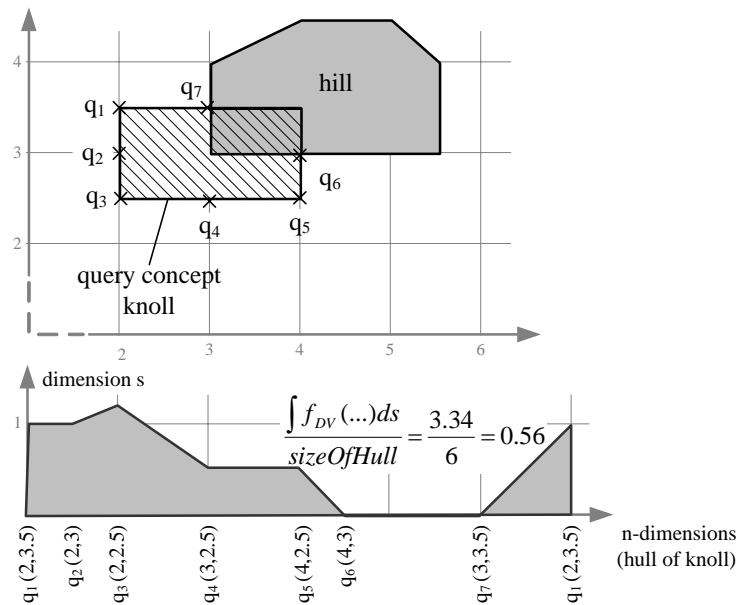 4
3
2
2 3 4 5 6
hill
q₁
q₂
q₃
q₄
q₅
q₆
q₇
query concept
knoll
dimension s
1
∫ f_{DV} (...)ds / sizeOfHull = 3.34 / 6 = 0.56
q₁ (2,3.5)
q₂ (2,3)
q₃ (2,2.5)
q₄ (3,2.5)
q₅ (4,2.5)
q₆ (4,3)
q₇ (3,3.5)
q₁ (2,3.5)
n-dimensions
(hull of knoll)